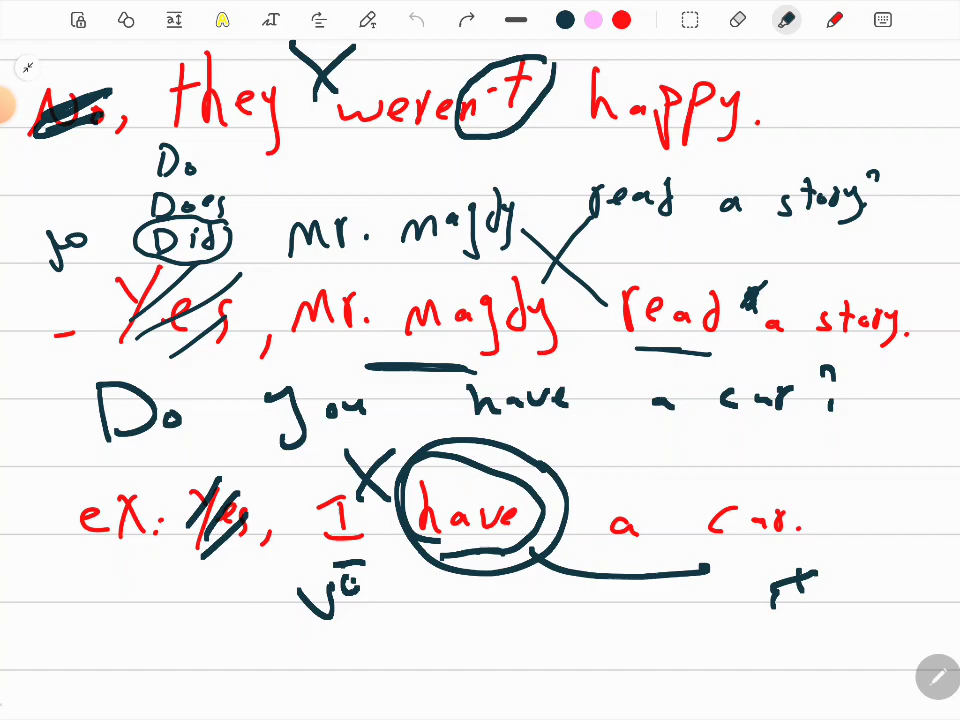 No, they weren't happy.
Do
Does
Did Mr. magdy read a story?
- Yes, Mr. magdy read a story.
Do you have a car?
ex: Yes, I have a car.